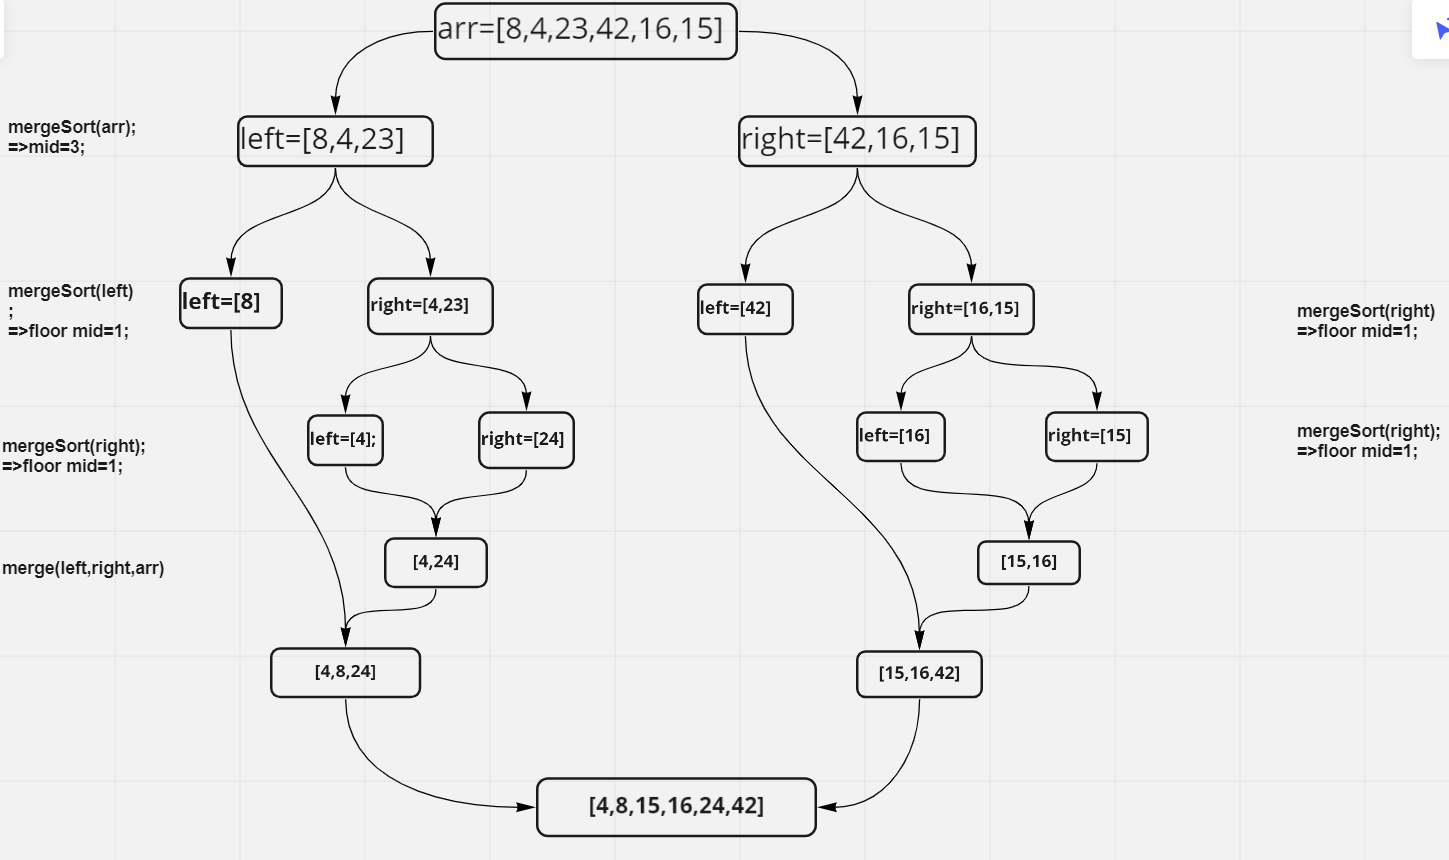 arr=[8,4,23,42,16,15]
mergeSort(arr);
=>mid=3;
left=[8,4,23]
right=[42,16,15]
mergeSort(left)
;
=>floor mid=1;
left=[8]
right=[4,23]
left=[42]
right=[16,15]
mergeSort(right)
=>floor mid=1;
mergeSort(right);
=>floor mid=1;
left=[4];
right=[24]
left=[16]
right=[15]
mergeSort(right);
=>floor mid=1;
merge(left,right,arr)
[4,24]
[15,16]
[4,8,24]
[15,16,42]
[4,8,15,16,24,42]